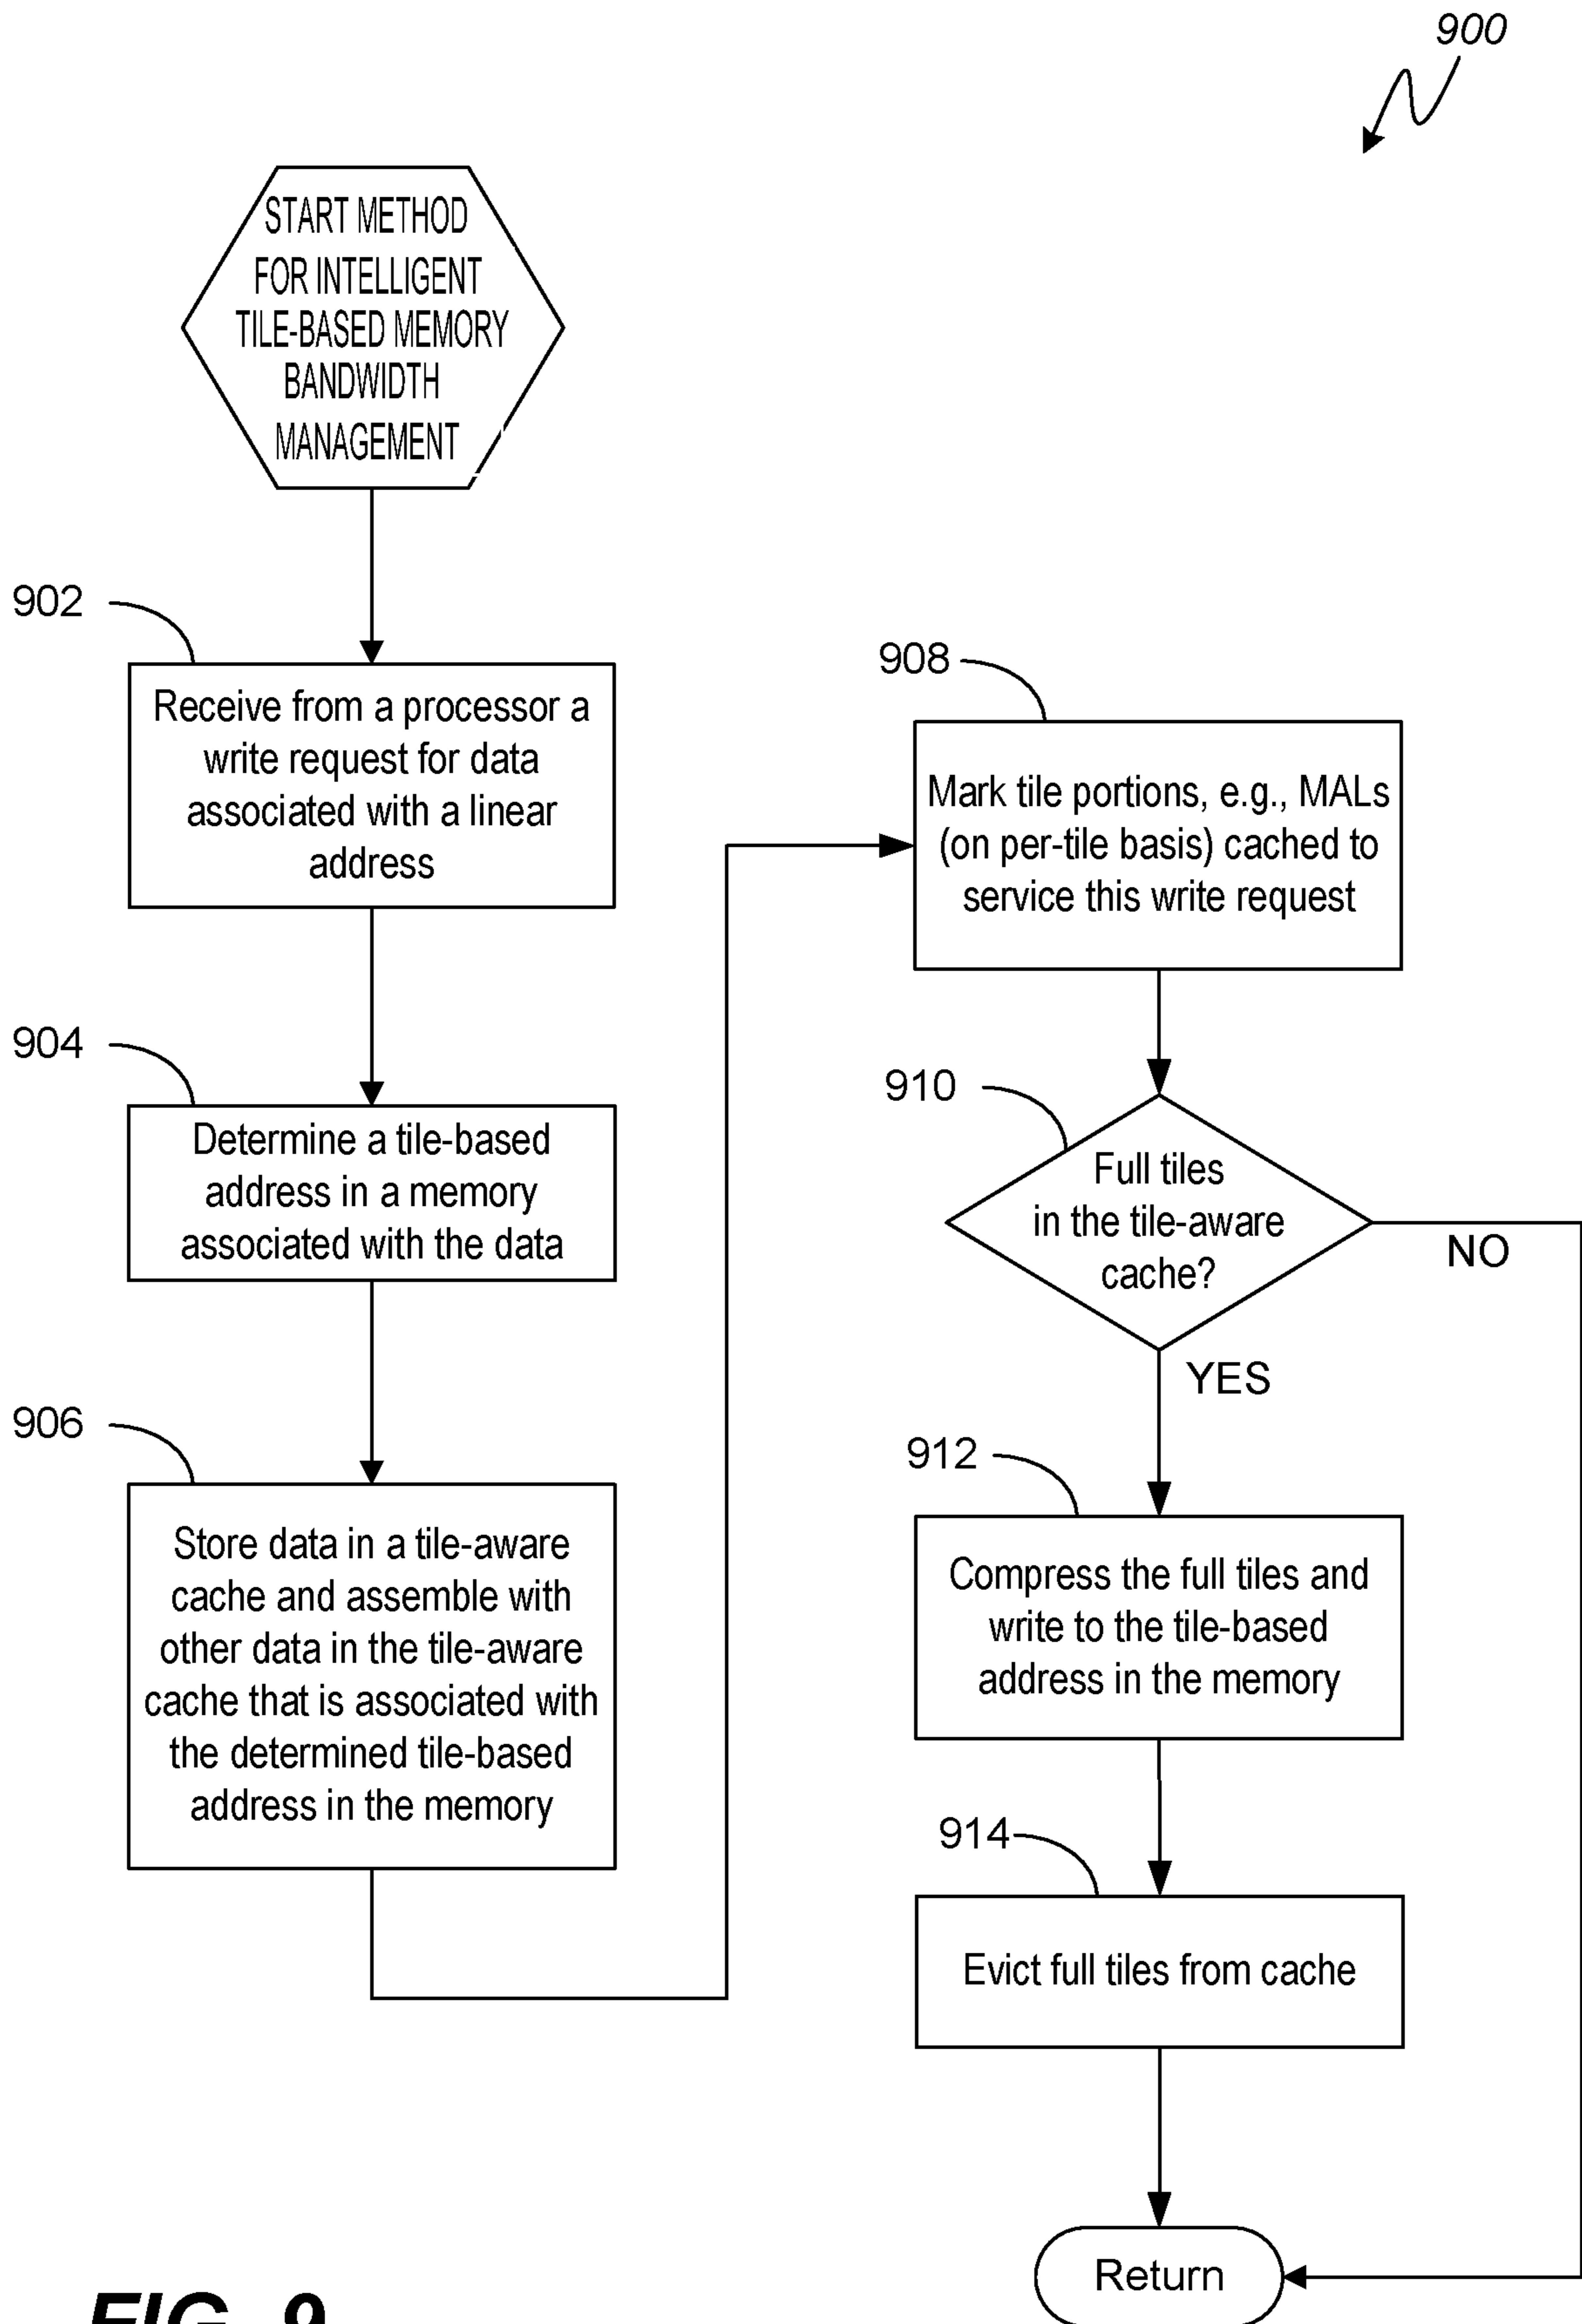 900
START METHOD
FOR INTELLIGENT
TILE-BASED MEMORY
BANDWIDTH
MANAGEMENT
902
Receive from a processor a
write request for data
associated with a linear
address
904
Determine a tile-based
address in a memory
associated with the data
906
Store data in a tile-aware
cache and assemble with
other data in the tile-aware
cache that is associated with
the determined tile-based
address in the memory
908
Mark tile portions, e.g., MALs
(on per-tile basis) cached to
service this write request
910
Full tiles
in the tile-aware
cache?
NO
YES
912
Compress the full tiles and
write to the tile-based
address in the memory
914
Evict full tiles from cache
Return
FIG. 9